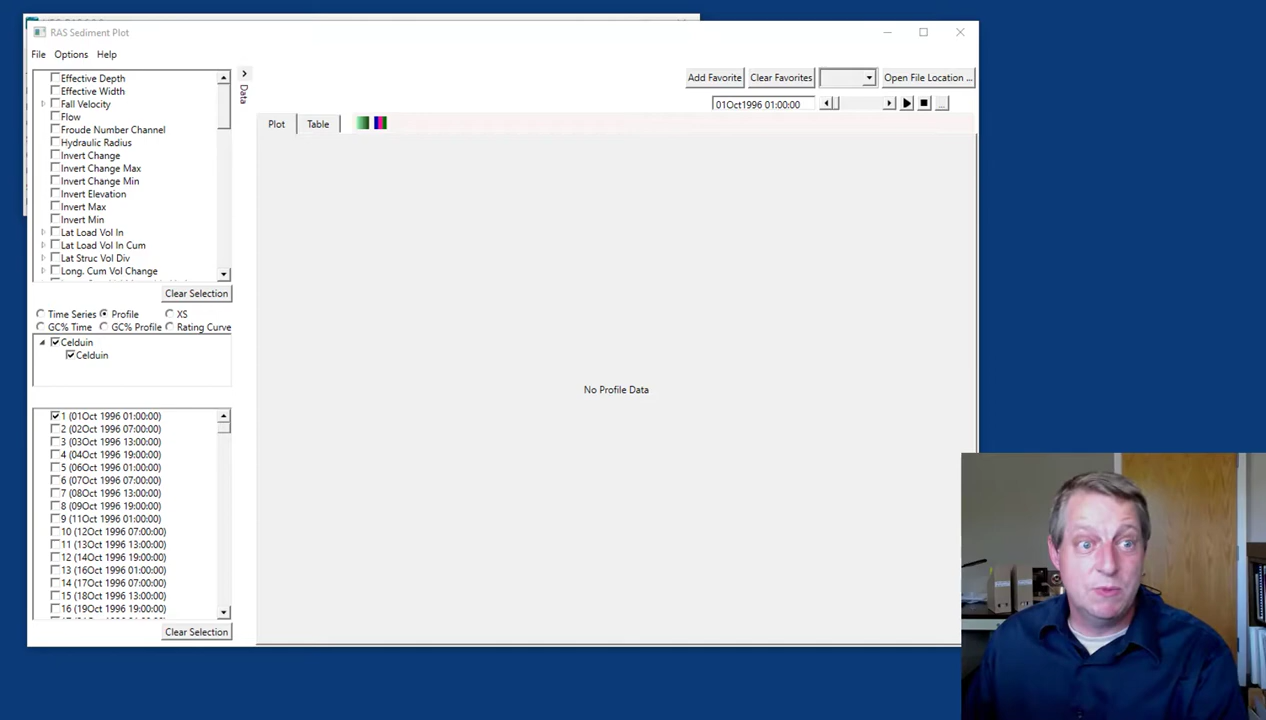 RAS Sediment Plot
File Options Help
Effective Depth
Effective Width
Fall Velocity
Flow
Froude Number Channel
Hydraulic Radius
Invert Change
Invert Change Max
Invert Change Min
Invert Elevation
Invert Max
Invert Min
Lat Load Vol In
Lat Load Vol In Cum
Lat Struc Vol Div
Long. Cum Vol Change
Clear Selection
Time Series Profile XS
GC% Time GC% Profile Rating Curve
Celduin
Celduin
1 (01Oct 1996 01:00:00)
2 (02Oct 1996 07:00:00)
3 (03Oct 1996 13:00:00)
4 (04Oct 1996 19:00:00)
5 (06Oct 1996 01:00:00)
6 (07Oct 1996 07:00:00)
7 (08Oct 1996 13:00:00)
8 (09Oct 1996 19:00:00)
9 (11Oct 1996 01:00:00)
10 (12Oct 1996 07:00:00)
11 (13Oct 1996 13:00:00)
12 (14Oct 1996 19:00:00)
13 (16Oct 1996 01:00:00)
14 (17Oct 1996 07:00:00)
15 (18Oct 1996 13:00:00)
16 (19Oct 1996 19:00:00)
Clear Selection
Data
Add Favorite Clear Favorites Open File Location ...
01Oct1996 01:00:00 ...
Plot Table
No Profile Data